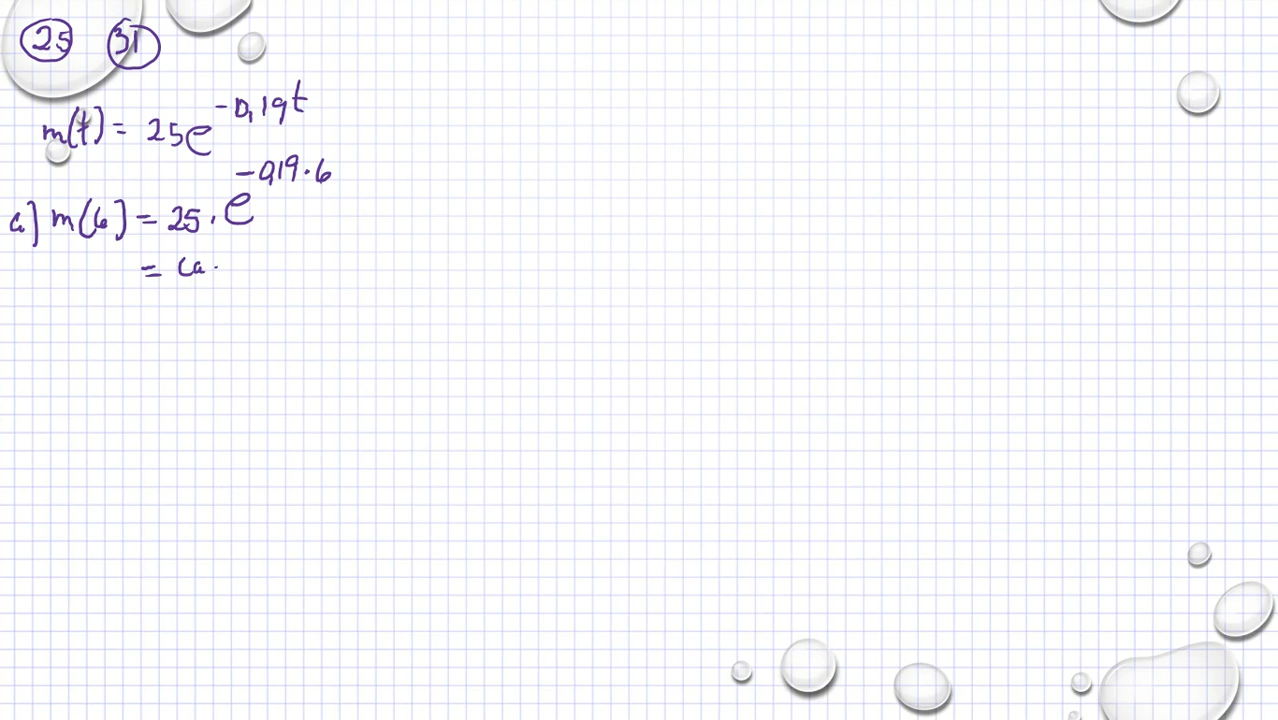 25 31
m(t) = 25e^-0,19t
a] m(6) = 25 · e^-0,19·6
= ca.